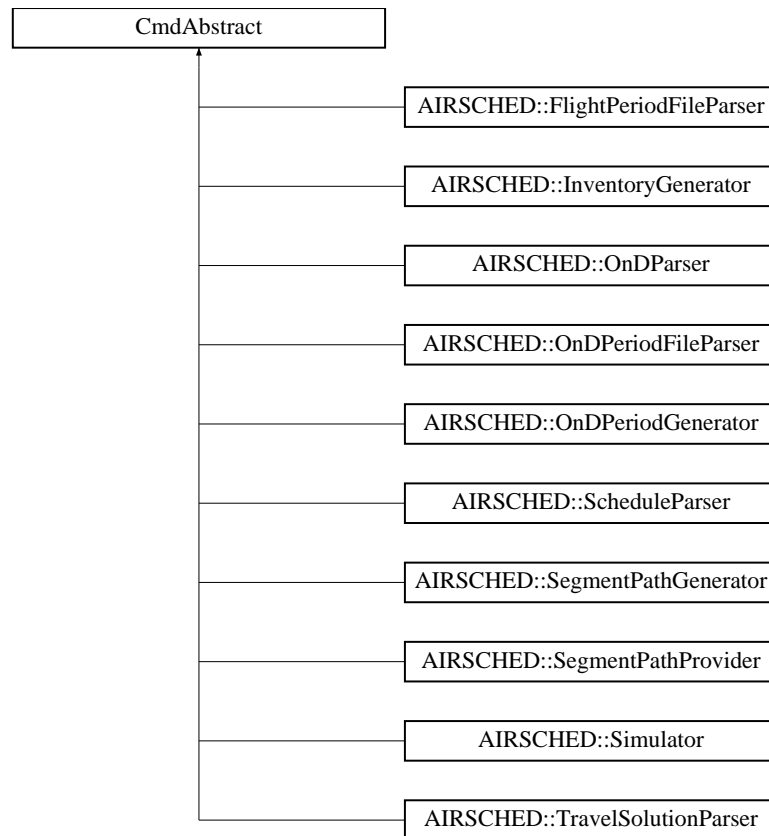 CmdAbstract
AIRSCHED::FlightPeriodFileParser
AIRSCHED::InventoryGenerator
AIRSCHED::OnDParser
AIRSCHED::OnDPeriodFileParser
AIRSCHED::OnDPeriodGenerator
AIRSCHED::ScheduleParser
AIRSCHED::SegmentPathGenerator
AIRSCHED::SegmentPathProvider
AIRSCHED::Simulator
AIRSCHED::TravelSolutionParser